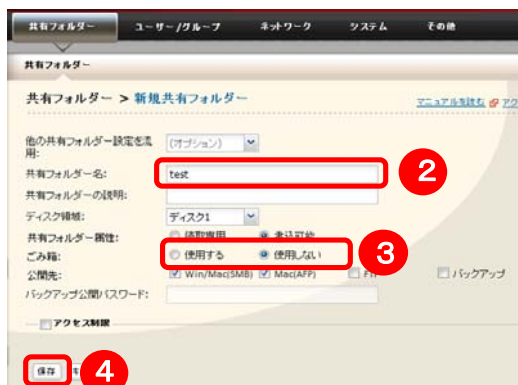 共有フォルダー ユーザー/グループ ネットワーク システム その他
共有フォルダー
共有フォルダー > 新規共有フォルダー マニュアルを読む
他の共有フォルダー設定を流用: (オプション)
共有フォルダー名: test ②
共有フォルダーの説明:
ディスク領域: ディスク1
共有フォルダー属性: 読取専用 書込可能
ごみ箱: 使用する 使用しない ③
公開先: Win/Mac(SMB) Mac(AFP) バックアップ
バックアップ公開パスワード:
アクセス制限
保存 ④